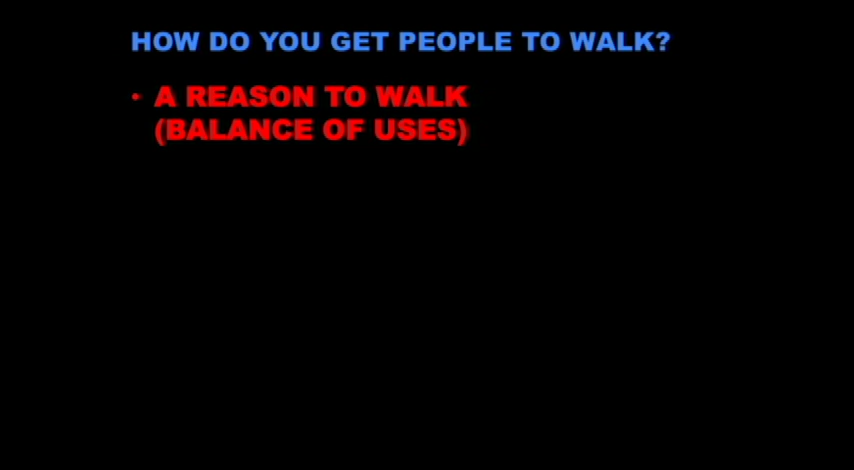 HOW DO YOU GET PEOPLE TO WALK?
• A REASON TO WALK
(BALANCE OF USES)